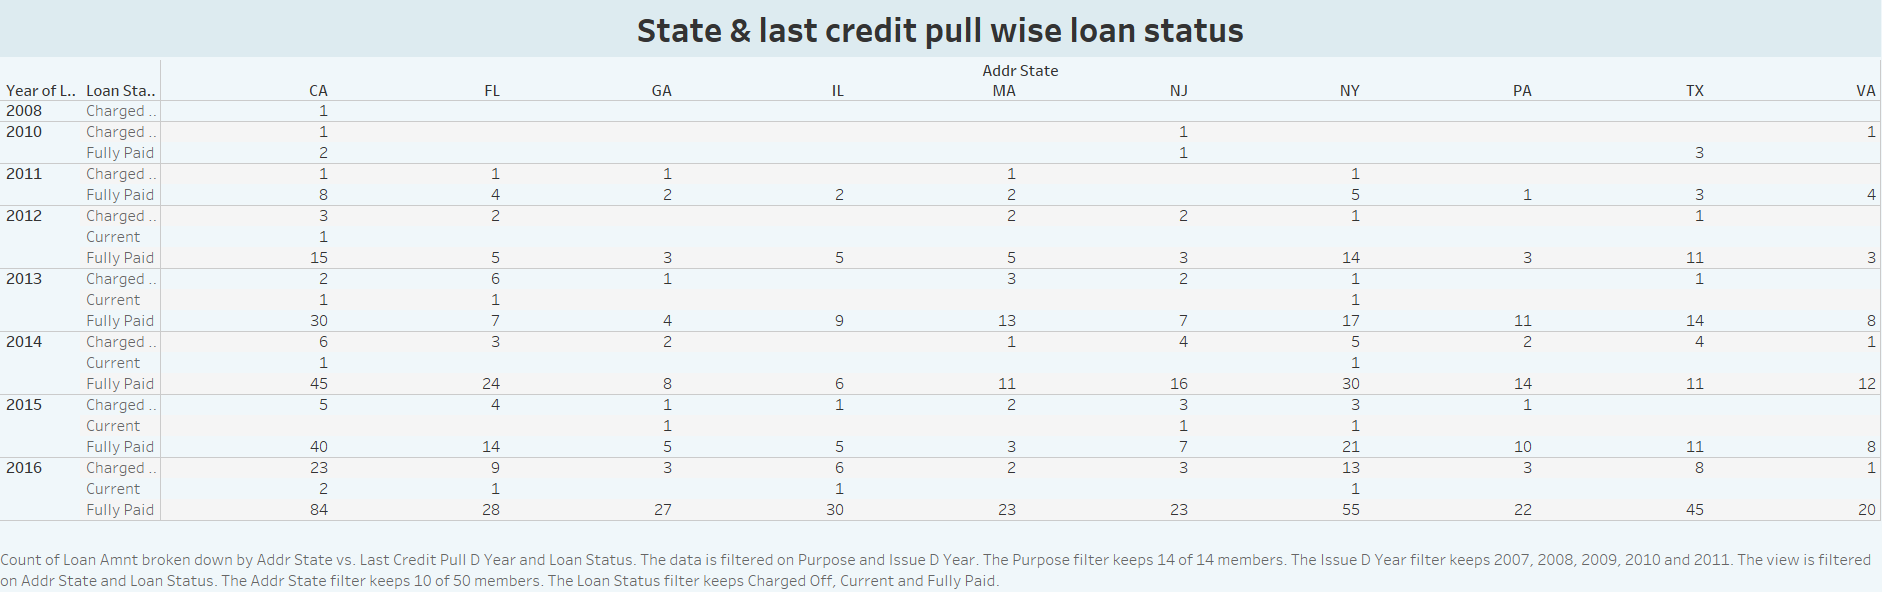 State & last credit pull wise loan status
Addr State
Year of L.. Loan Sta.. CA FL GA IL MA NJ NY PA TX VA
2008 Charged .. 1
2010 Charged .. 1 1 1
Fully Paid 2 1 3
2011 Charged .. 1 1 1 1 1
Fully Paid 8 4 2 2 2 5 1 3 4
2012 Charged .. 3 2 2 2 1 1
Current 1
Fully Paid 15 5 3 5 5 3 14 3 11 3
2013 Charged .. 2 6 1 3 2 1 1
Current 1 1 1
Fully Paid 30 7 4 9 13 7 17 11 14 8
2014 Charged .. 6 3 2 1 4 5 2 4 1
Current 1 1
Fully Paid 45 24 8 6 11 16 30 14 11 12
2015 Charged .. 5 4 1 1 2 3 3 1
Current 1 1 1
Fully Paid 40 14 5 5 3 7 21 10 11 8
2016 Charged .. 23 9 3 6 2 3 13 3 8 1
Current 2 1 1 1
Fully Paid 84 28 27 30 23 23 55 22 45 20
Count of Loan Amnt broken down by Addr State vs. Last Credit Pull D Year and Loan Status. The data is filtered on Purpose and Issue D Year. The Purpose filter keeps 14 of 14 members. The Issue D Year filter keeps 2007, 2008, 2009, 2010 and 2011. The view is filtered
on Addr State and Loan Status. The Addr State filter keeps 10 of 50 members. The Loan Status filter keeps Charged Off, Current and Fully Paid.